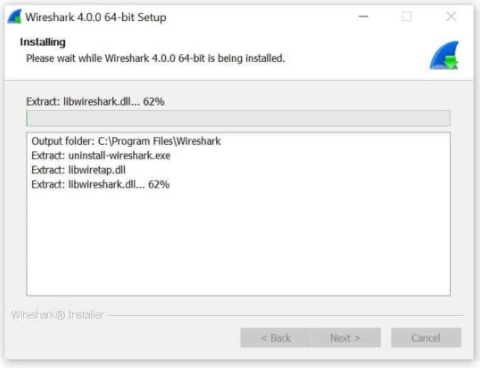 Wireshark 4.0.0 64-bit Setup
Installing
Please wait while Wireshark 4.0.0 64-bit is being installed.
Extract: libwireshark.dll... 62%
Output folder: C:\Program Files\Wireshark
Extract: uninstall-wireshark.exe
Extract: libwiretap.dll
Extract: libwireshark.dll... 62%
Wireshark® Installer
< Back Next > Cancel